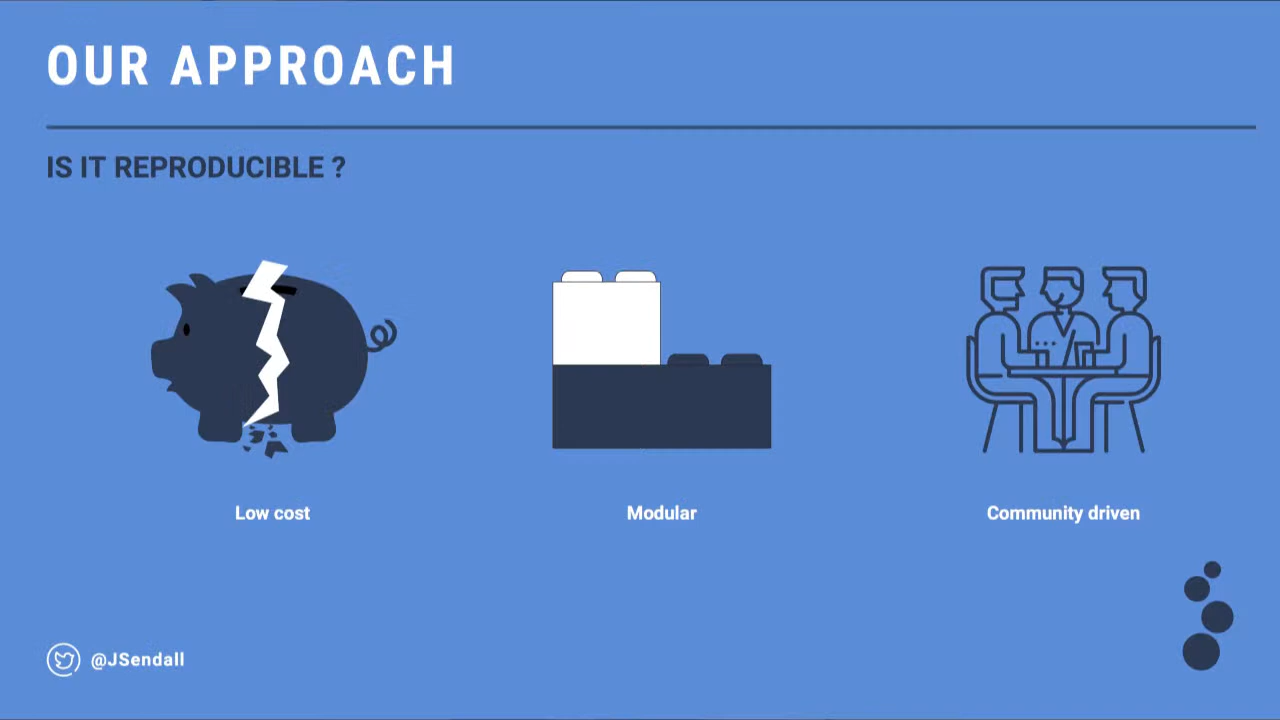 OUR APPROACH
IS IT REPRODUCIBLE ?
Low cost
Modular
Community driven
@JSendall